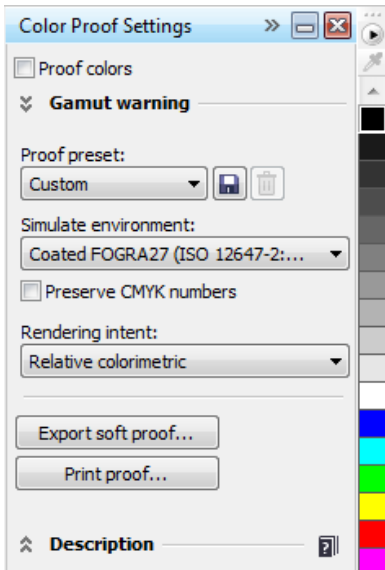 Color Proof Settings
Proof colors
Gamut warning
Proof preset:
Custom
Simulate environment:
Coated FOGRA27 (ISO 12647-2:...
Preserve CMYK numbers
Rendering intent:
Relative colorimetric
Export soft proof...
Print proof...
Description